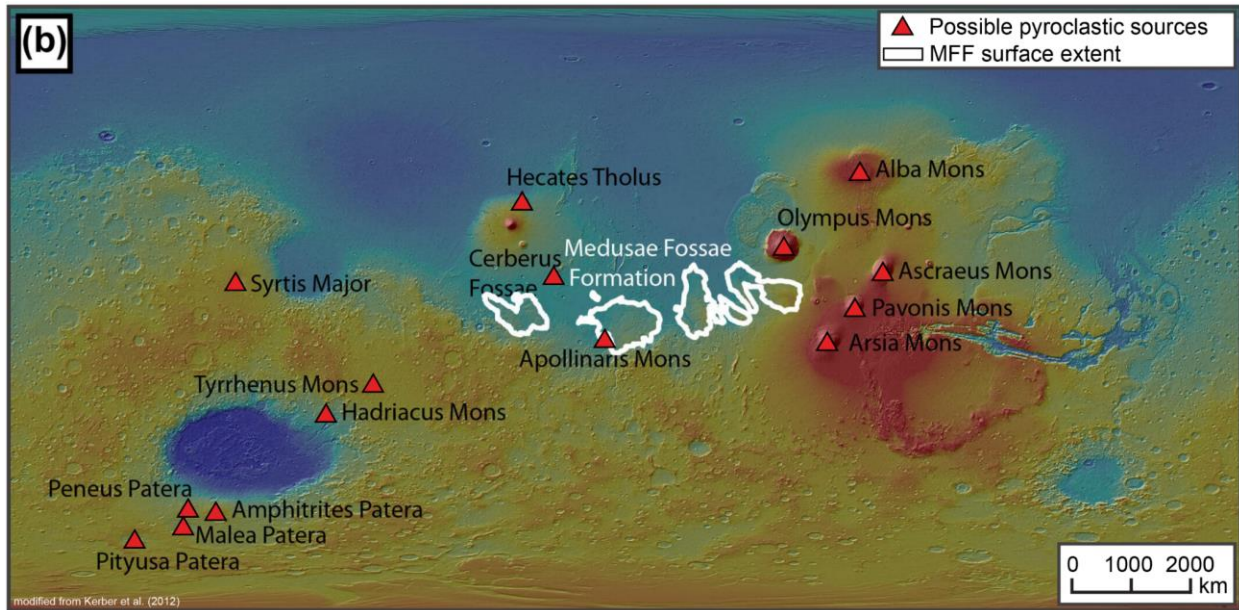 (b)
Possible pyroclastic sources
MFF surface extent
Alba Mons
Hecates Tholus
Olympus Mons
Cerberus
Fossae
Medusae Fossae
Formation
Ascraeus Mons
Syrtis Major
Pavonis Mons
Arsia Mons
Apollinaris Mons
Tyrrhenus Mons
Hadriacus Mons
Peneus Patera
Amphitrites Patera
Malea Patera
Pityusa Patera
0 1000 2000
km
modified from Kerber et al. (2012)